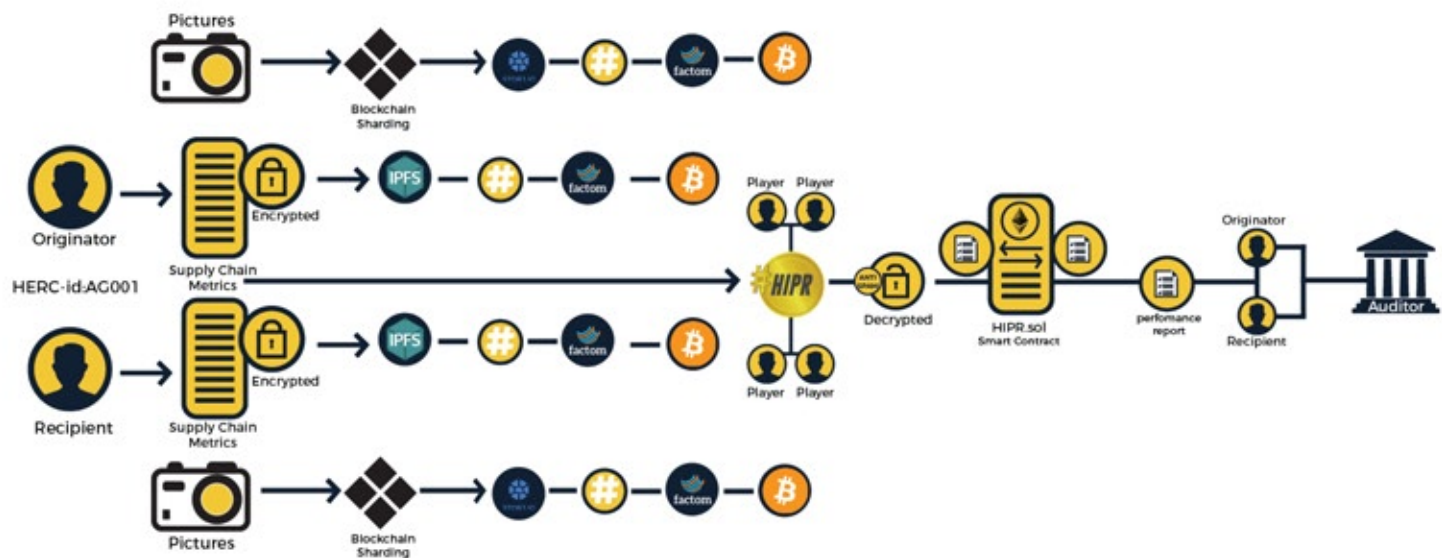 Pictures
Blockchain
Sharding
factom
Originator
Encrypted
IPFS
factom
Supply Chain
Metrics
HERC-id:AG001
Player Player
#HIPR
Player Player
Decrypted
HIPR.sol
Smart Contract
perfomance
report
Originator
Recipient
Auditor
Recipient
Encrypted
IPFS
factom
Supply Chain
Metrics
Pictures
Blockchain
Sharding
factom